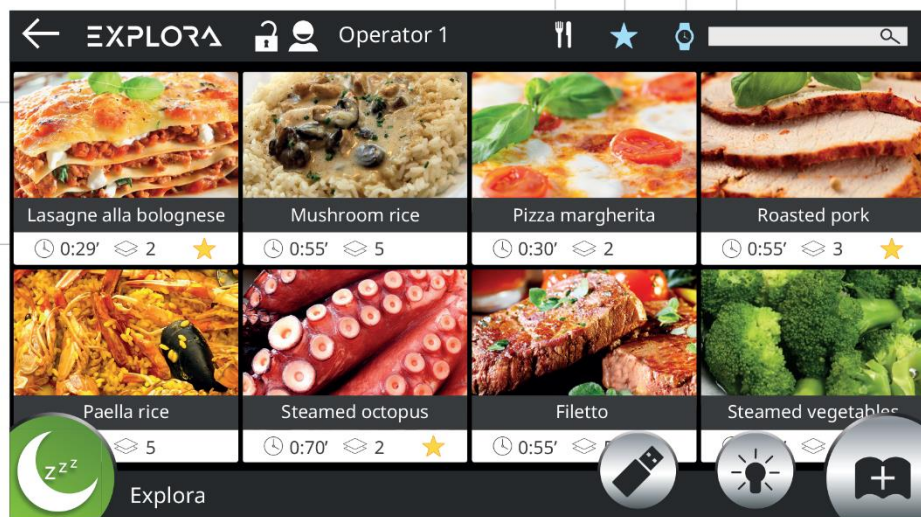 EXPLORA Operator 1
Lasagne alla bolognese Mushroom rice Pizza margherita Roasted pork
0:29' 2 0:55' 5 0:30' 2 0:55' 3
Paella rice Steamed octopus Filetto Steamed vegetables
5 0:70' 2 0:55'
zzz
Explora